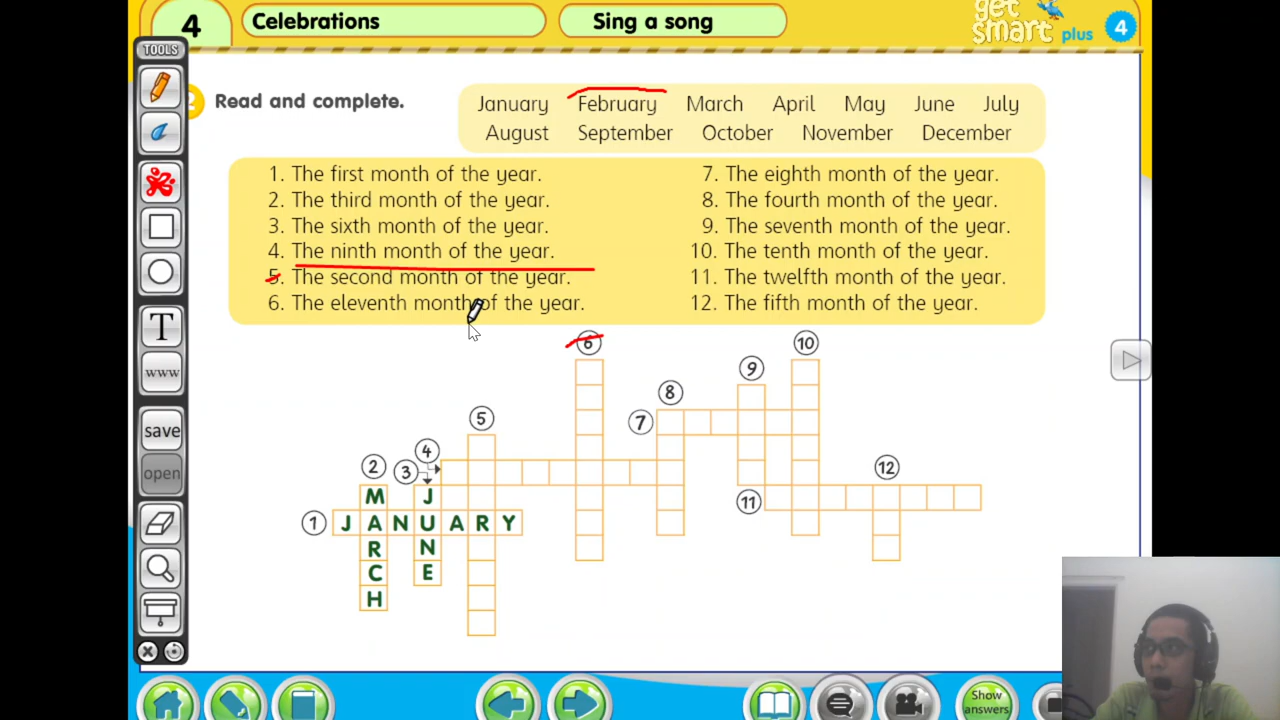 4
Celebrations
Sing a song
get smart plus 4
TOOLS
2
Read and complete.
January February March April May June July
August September October November December
1. The first month of the year.
2. The third month of the year.
3. The sixth month of the year.
4. The ninth month of the year.
5. The second month of the year.
6. The eleventh month of the year.
7. The eighth month of the year.
8. The fourth month of the year.
9. The seventh month of the year.
10. The tenth month of the year.
11. The twelfth month of the year.
12. The fifth month of the year.
T
www
save
open
6
10
9
8
5
7
4
2
3
12
11
M J
1 J A N U A R Y
R N
C E
H
Show answers